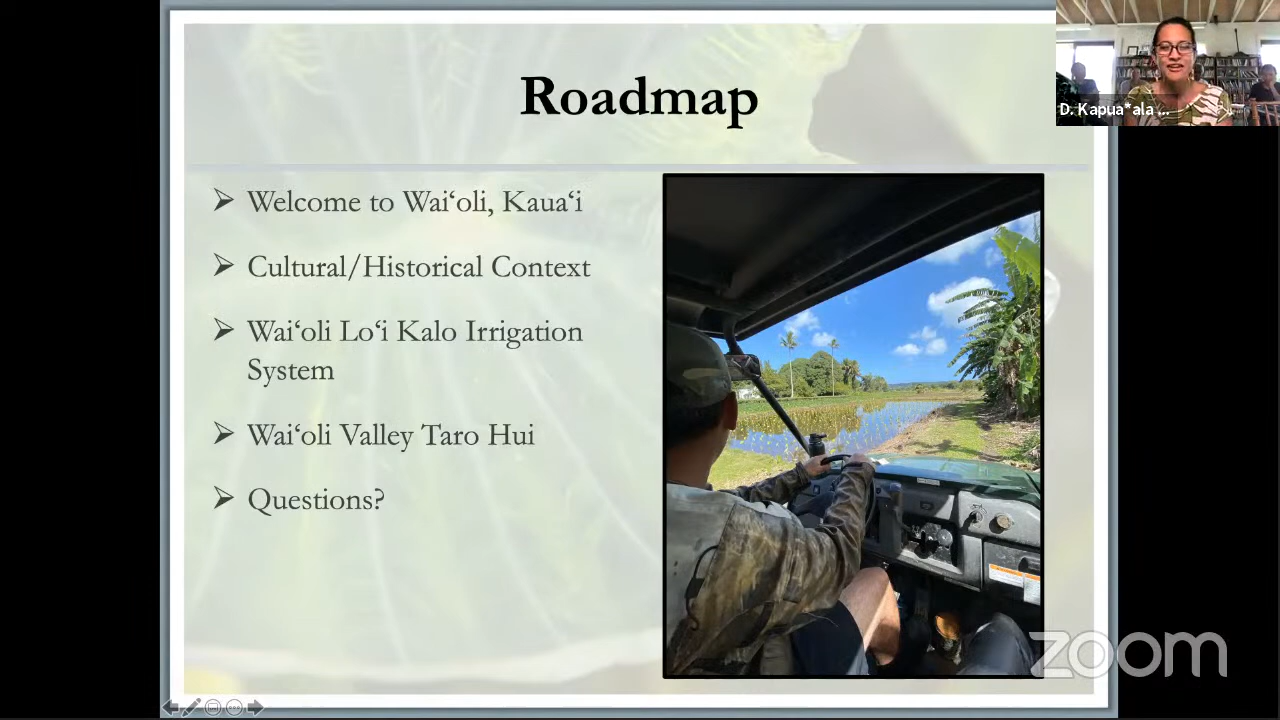 Roadmap
D. Kapua*ala ...
Welcome to Waiʻoli, Kauaʻi
Cultural/Historical Context
Waiʻoli Loʻi Kalo Irrigation
System
Waiʻoli Valley Taro Hui
Questions?
zoom